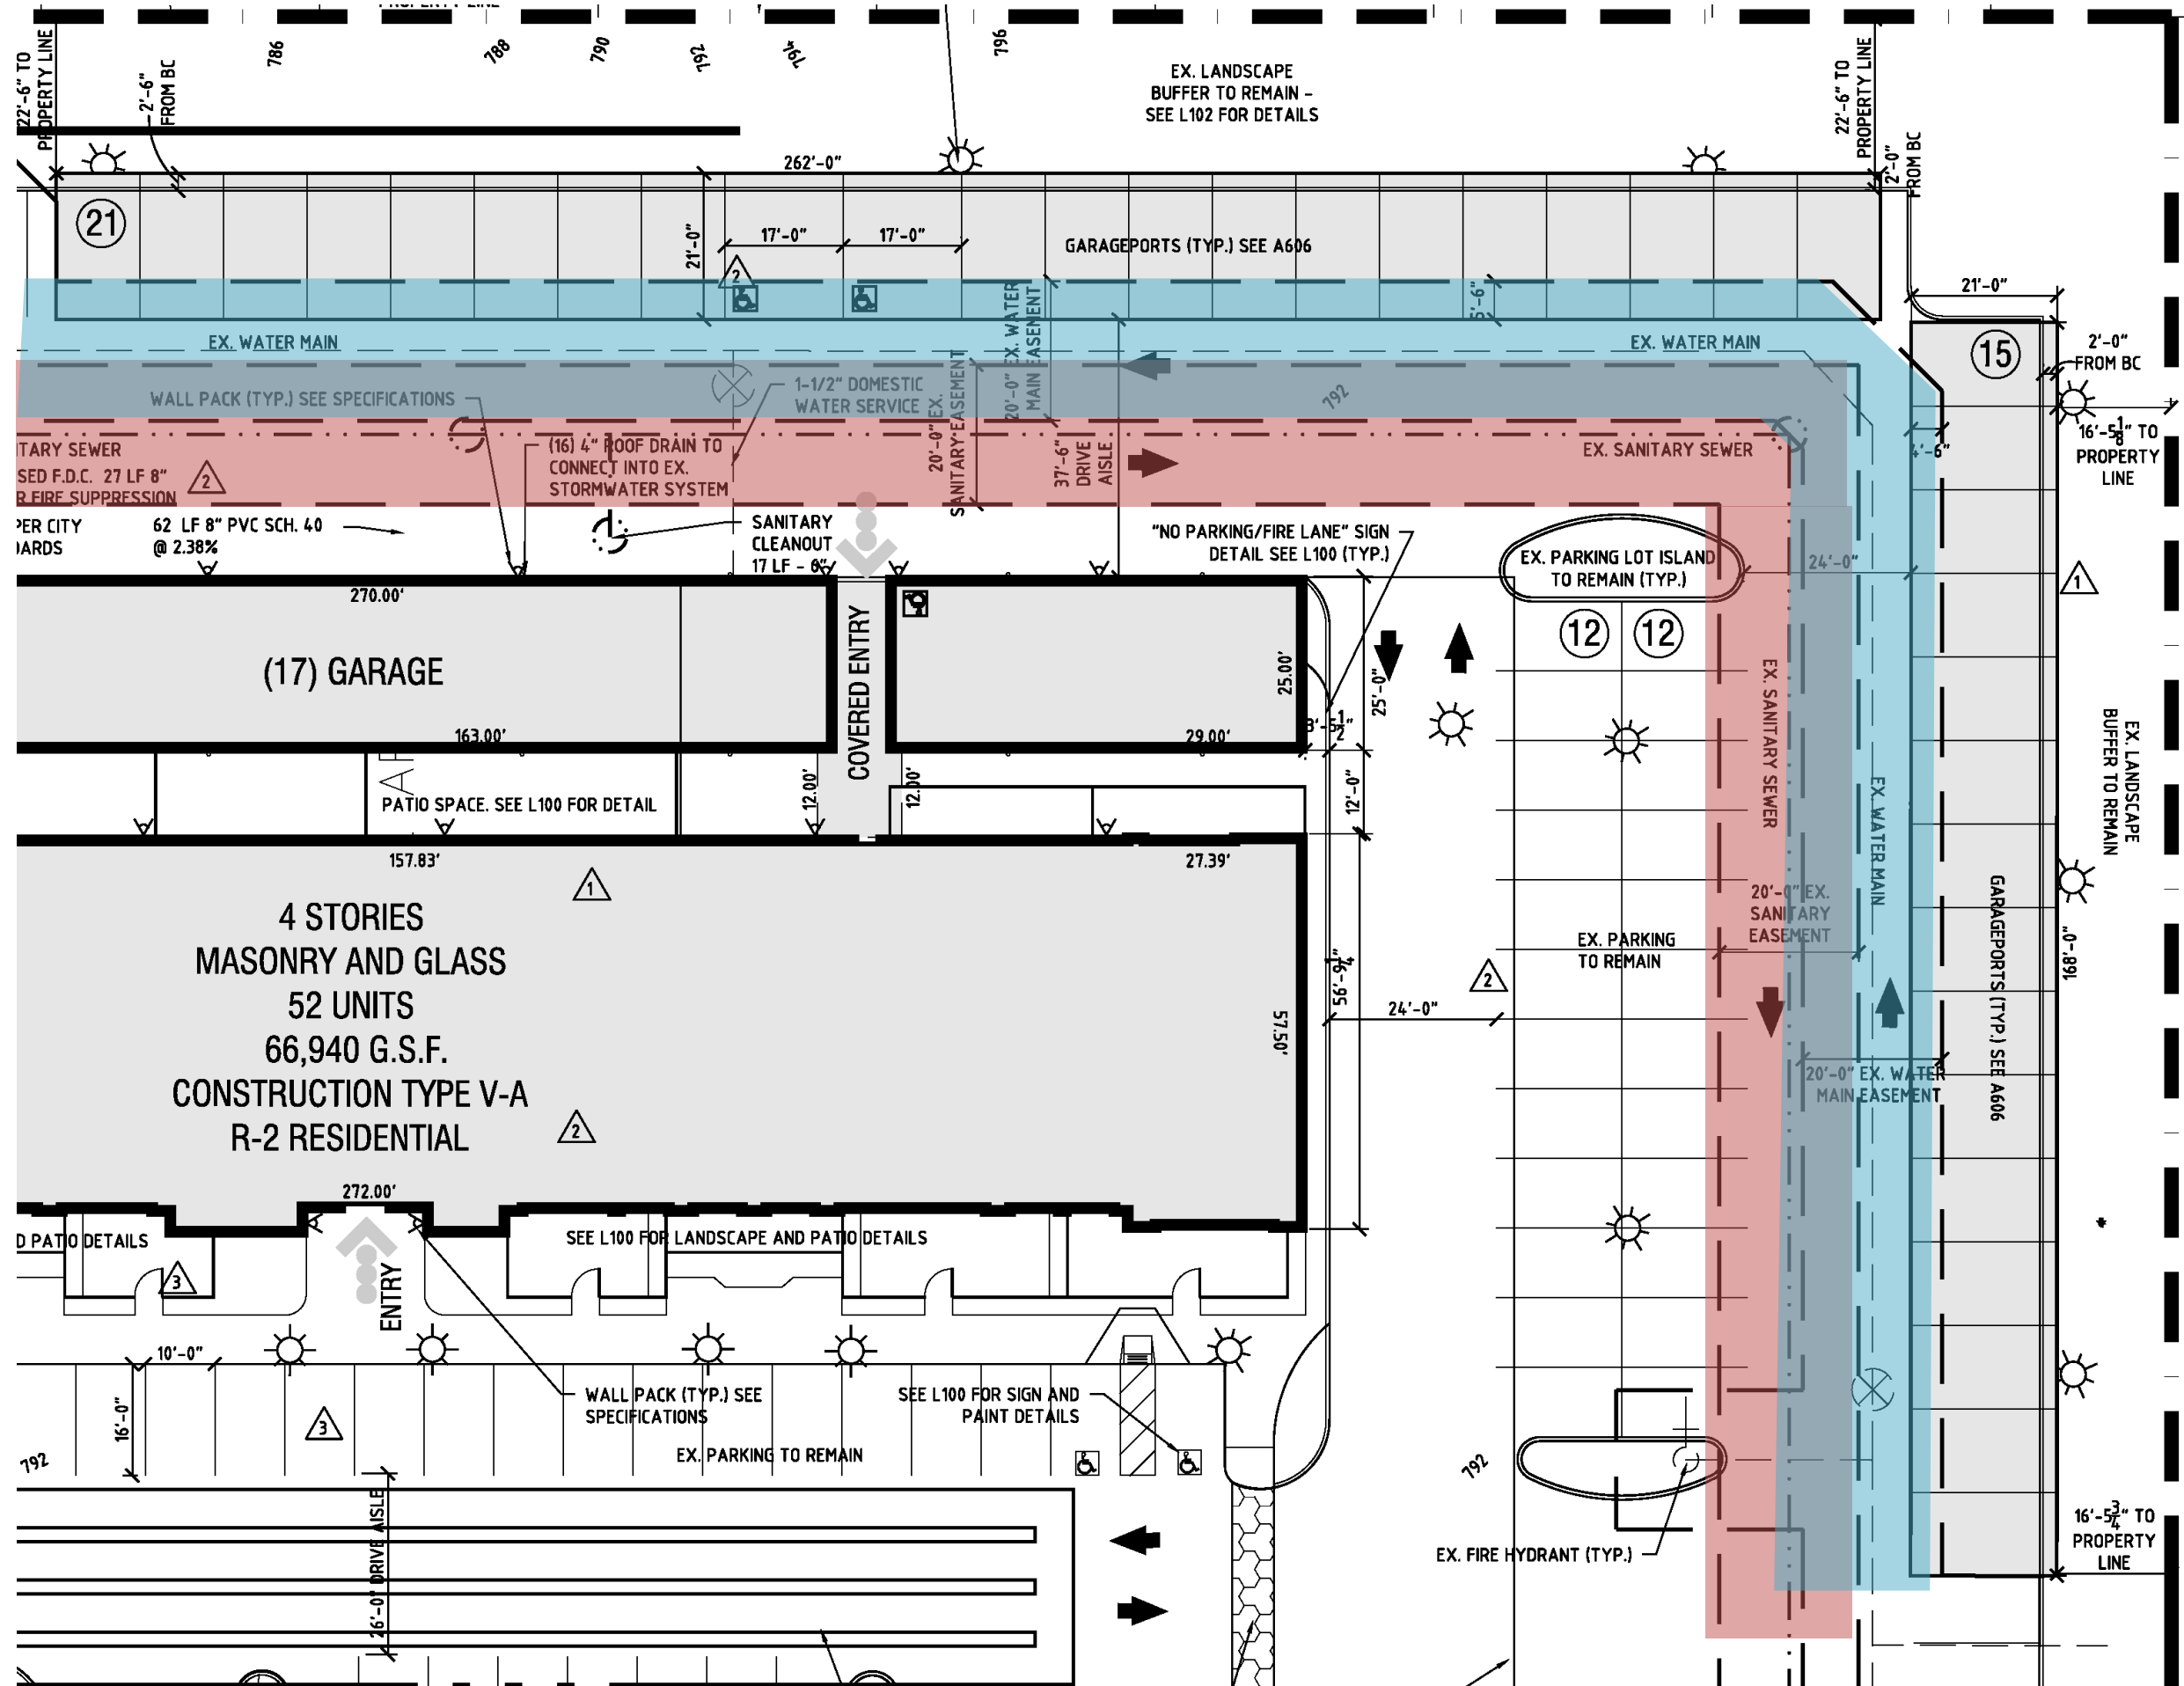 786
788
790
792
794
796
22'-6" TO
PROPERTY LINE
2'-6"
FROM BC
EX. LANDSCAPE
BUFFER TO REMAIN -
SEE L102 FOR DETAILS
22'-6" TO
PROPERTY LINE
2'-0"
FROM BC
262'-0"
21
21'-0"
17'-0"
17'-0"
GARAGEPORTS (TYP.) SEE A606
2
21'-0"
15
2'-0"
FROM BC
EX. WATER MAIN
20'-0" EX. WATER
MAIN EASEMENT
EX. WATER MAIN
WALL PACK (TYP.) SEE SPECIFICATIONS
1-1/2" DOMESTIC
WATER SERVICE
20'-0" EX.
SANITARY EASEMENT
792
16'-5 1/8" TO
PROPERTY
LINE
TARY SEWER
SED F.D.C. 27 LF 8"
R FIRE SUPPRESSION
2
(16) 4" ROOF DRAIN TO
CONNECT INTO EX.
STORMWATER SYSTEM
37'-6"
DRIVE
AISLE
EX. SANITARY SEWER
PER CITY
62 LF 8" PVC SCH. 40
@ 2.38%
SANITARY
CLEANOUT
17 LF - 6"
"NO PARKING/FIRE LANE" SIGN
DETAIL SEE L100 (TYP.)
EX. PARKING LOT ISLAND
TO REMAIN (TYP.)
24'-0"
1
270.00'
(17) GARAGE
163.00'
COVERED ENTRY
25.00'
29.00'
25'-0"
12
12
EX. SANITARY SEWER
EX. WATER MAIN
EX. LANDSCAPE
BUFFER TO REMAIN
PATIO SPACE. SEE L100 FOR DETAIL
12.00'
12.00'
12'-0"
157.83'
27.39'
1
4 STORIES
MASONRY AND GLASS
52 UNITS
66,940 G.S.F.
CONSTRUCTION TYPE V-A
R-2 RESIDENTIAL
2
57.50'
56'-9 1/4"
24'-0"
2
EX. PARKING
TO REMAIN
20'-0" EX.
SANITARY
EASEMENT
20'-0" EX. WATER
MAIN EASEMENT
GARAGEPORTS (TYP.) SEE A606
168'-0"
272.00'
D PATIO DETAILS
3
ENTRY
SEE L100 FOR LANDSCAPE AND PATIO DETAILS
10'-0"
16'-0"
3
792
WALL PACK (TYP.) SEE
SPECIFICATIONS
SEE L100 FOR SIGN AND
PAINT DETAILS
EX. PARKING TO REMAIN
792
26'-0" DRIVE AISLE
EX. FIRE HYDRANT (TYP.)
16'-5 3/4" TO
PROPERTY
LINE